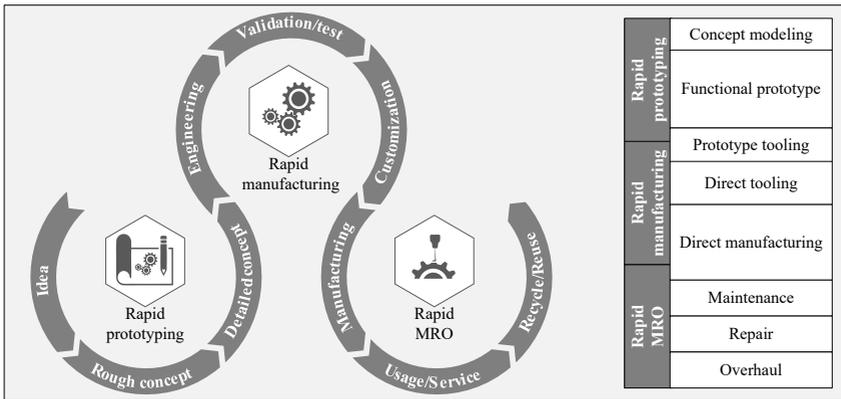 Idea
Rough concept
Detailed concept
Engineering
Validation/test
Customization
Manufacturing
Usage/Service
Recycle/Reuse
Rapid
prototyping
Rapid
manufacturing
Rapid
MRO
Rapid
prototyping
Concept modeling
Functional prototype
Prototype tooling
Rapid
manufacturing
Direct tooling
Direct manufacturing
Rapid
MRO
Maintenance
Repair
Overhaul